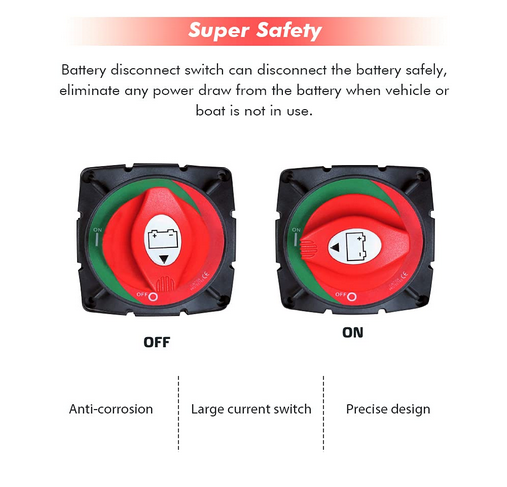 Super Safety
Battery disconnect switch can disconnect the battery safely,
eliminate any power draw from the battery when vehicle or
boat is not in use.
ON
+ -
OFF
ON
+ -
OFF
OFF
ON
Anti-corrosion
Large current switch
Precise design